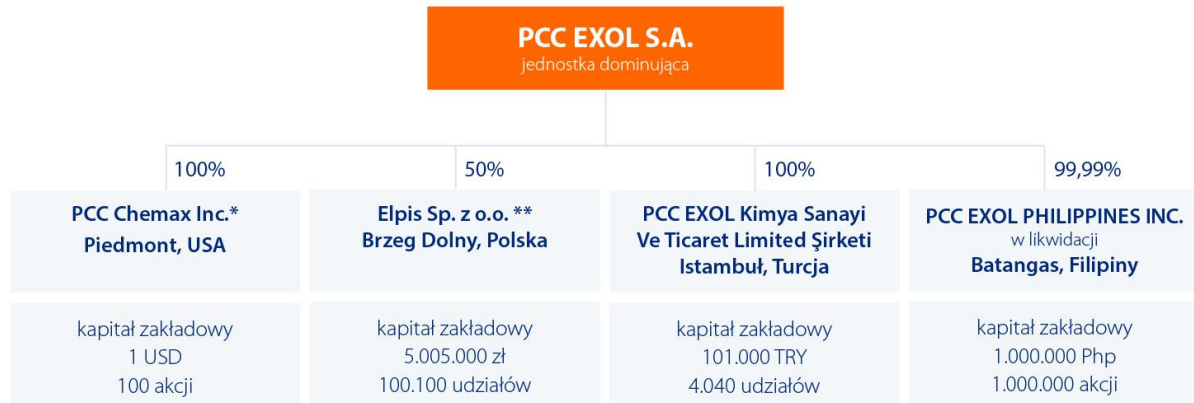 PCC EXOL S.A.
jednostka dominująca
100%
50%
100%
99,99%
PCC Chemax Inc.*
Piedmont, USA
Elpis Sp. z o.o. **
Brzeg Dolny, Polska
PCC EXOL Kimya Sanayi
Ve Ticaret Limited Şirketi
Istambuł, Turcja
PCC EXOL PHILIPPINES INC.
w likwidacji
Batangas, Filipiny
kapitał zakładowy
1 USD
100 akcji
kapitał zakładowy
5.005.000 zł
100.100 udziałów
kapitał zakładowy
101.000 TRY
4.040 udziałów
kapitał zakładowy
1.000.000 Php
1.000.000 akcji